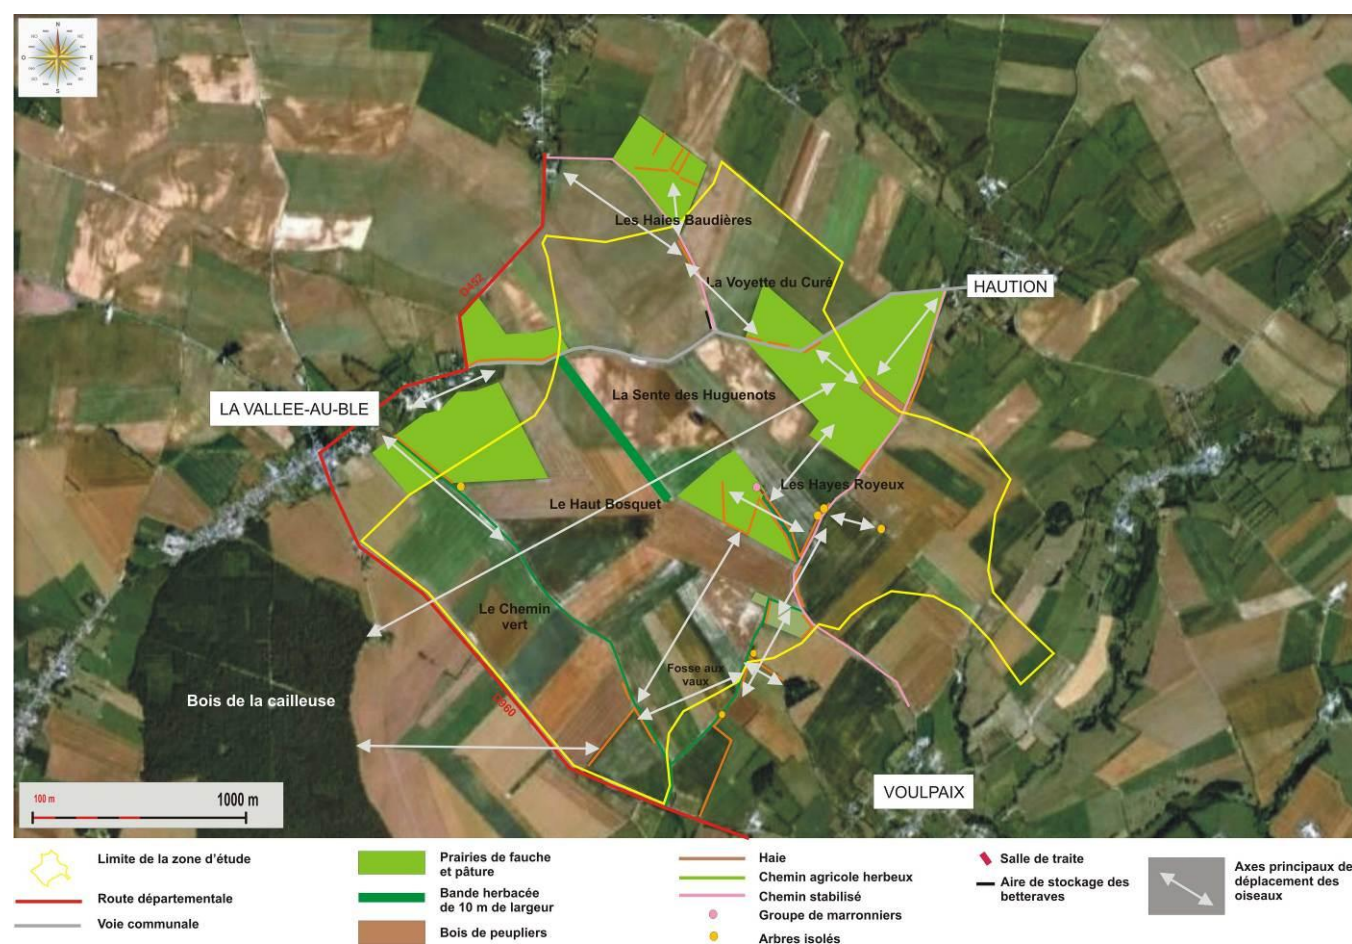 N
O
E
S
Les Haies Baudières
La Voyette du Curé
HAUTION
D492
La Sente des Huguenots
LA VALLEE-AU-BLE
Les Hayes Royeux
Le Haut Bosquet
Le Chemin
vert
Fosse aux
vaux
Bois de la cailleuse
VOULPAIX
100 m
1000 m
Limite de la zone d'étude
Route départementale
Voie communale
Prairies de fauche
et pâture
Bande herbacée
de 10 m de largeur
Bois de peupliers
Haie
Chemin agricole herbeux
Chemin stabilisé
Groupe de marronniers
Arbres isolés
Salle de traite
Aire de stockage des
betteraves
Axes principaux de
déplacement des
oiseaux